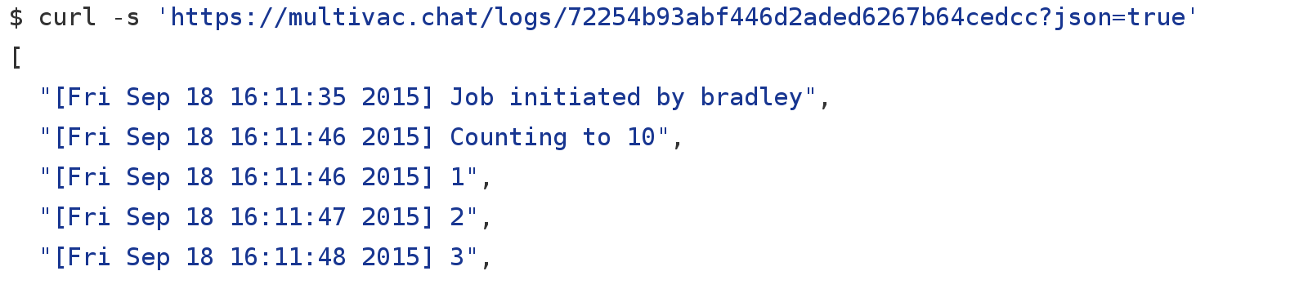 $ curl -s 'https://multivac.chat/logs/72254b93abf446d2aded6267b64cedcc?json=true'
[
  "[Fri Sep 18 16:11:35 2015] Job initiated by bradley",
  "[Fri Sep 18 16:11:46 2015] Counting to 10",
  "[Fri Sep 18 16:11:46 2015] 1",
  "[Fri Sep 18 16:11:47 2015] 2",
  "[Fri Sep 18 16:11:48 2015] 3",